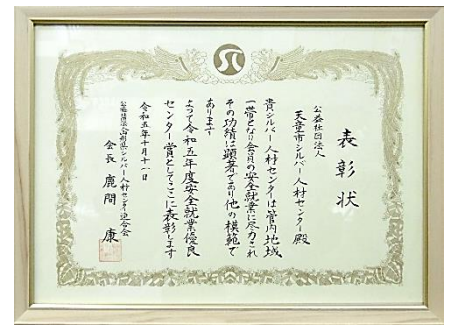 表彰状
公益社団法人
天童市シルバー人材センター殿
貴シルバー人材センターは管内地域
一帯となり会員の安全就業に尽力され
その功績は顕著であり他の模範で
あります
よって令和五年度安全就業優良
センター賞としてここに表彰します
令和五年十月十一日
公益社団法人山形県シルバー人材センター連合会
会長 鹿間 康